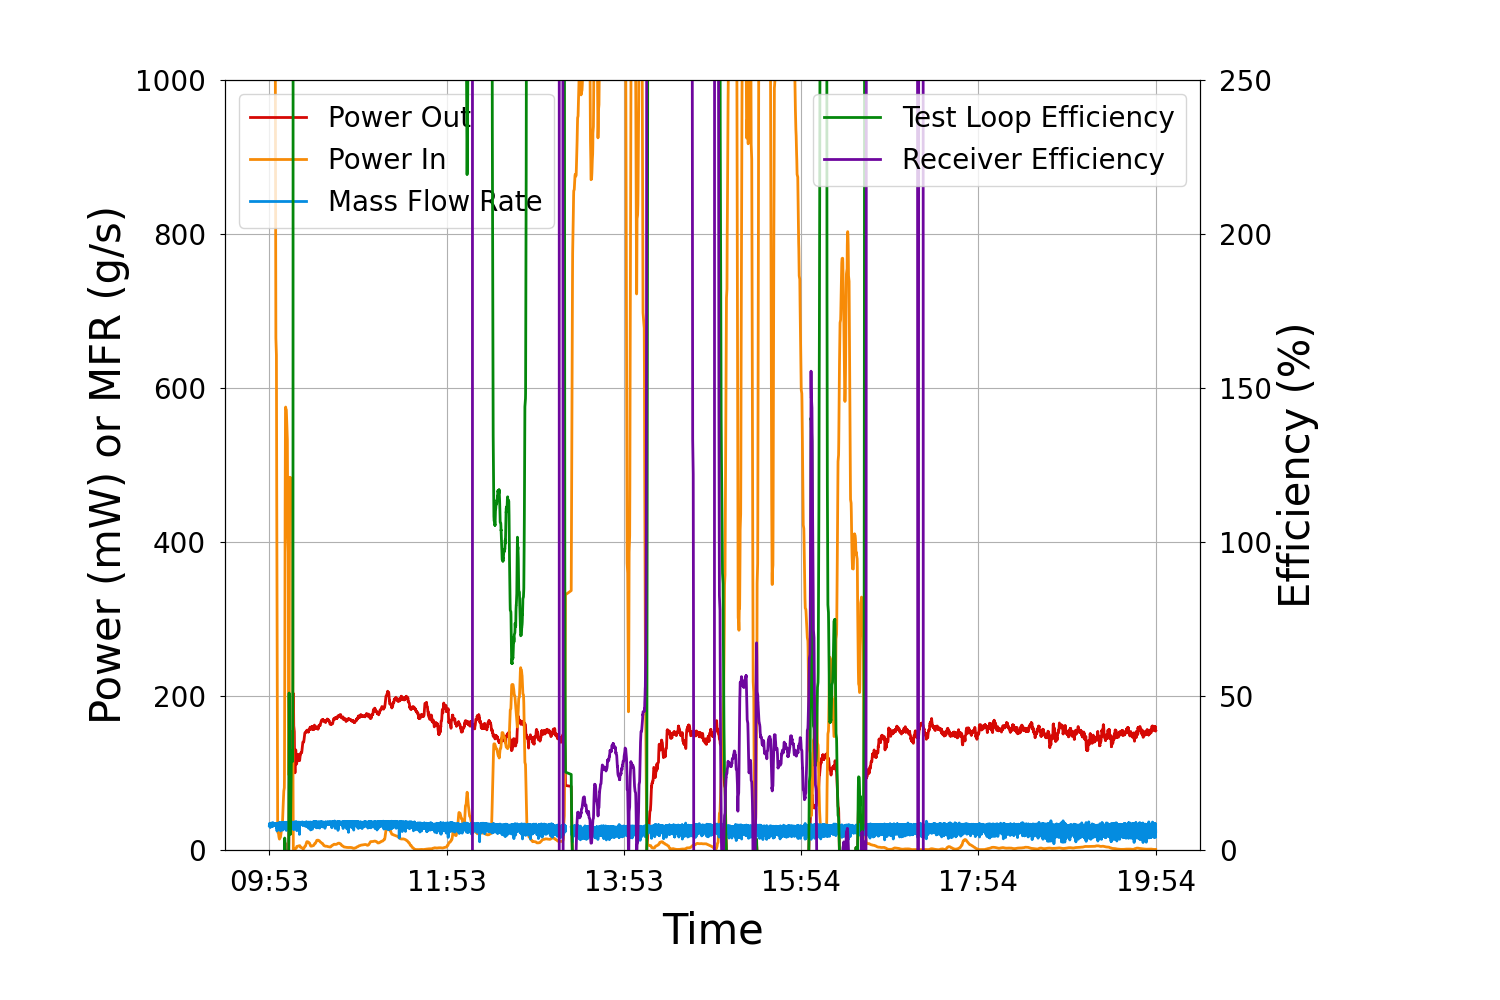 1000
800
600
400
200
0
250
200
150
100
50
0
Power (mW) or MFR (g/s)
Efficiency (%)
Power Out
Power In
Mass Flow Rate
Test Loop Efficiency
Receiver Efficiency
09:53 11:53 13:53 15:54 17:54 19:54
Time